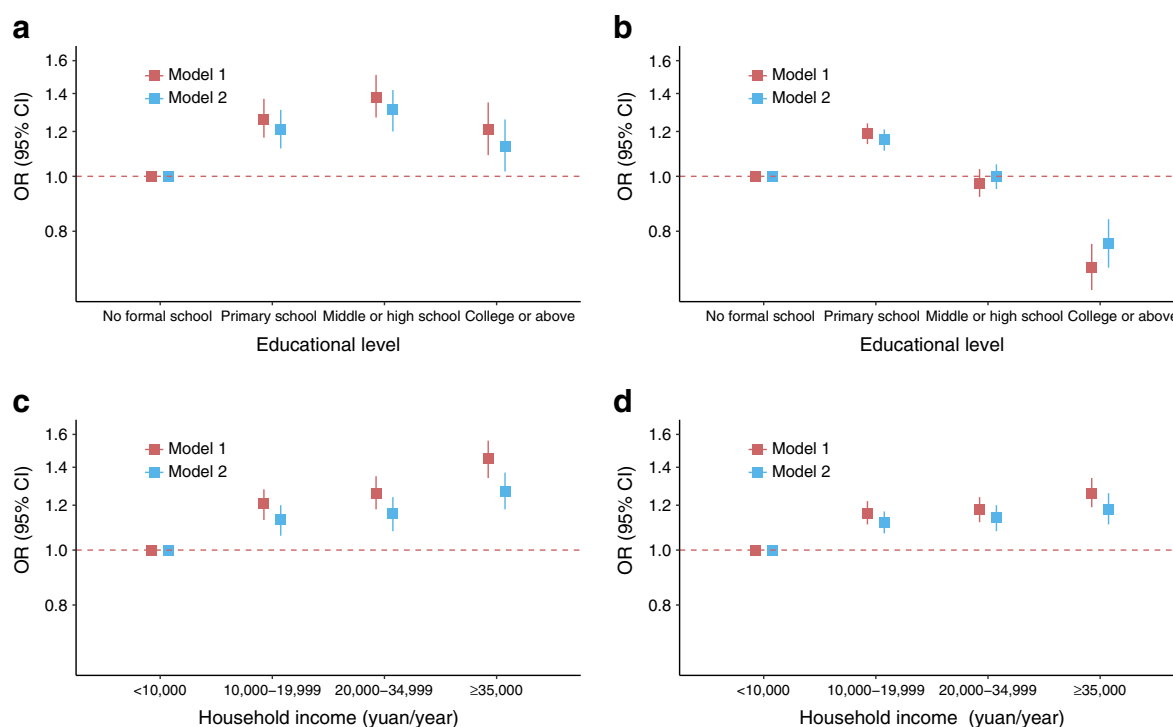 a
1.6
1.4
1.2
1.0
0.8
OR (95% CI)
Model 1
Model 2
No formal school Primary school Middle or high school College or above
Educational level
b
1.6
1.4
1.2
1.0
0.8
OR (95% CI)
Model 1
Model 2
No formal school Primary school Middle or high school College or above
Educational level
c
1.6
1.4
1.2
1.0
0.8
OR (95% CI)
Model 1
Model 2
<10,000 10,000–19,999 20,000–34,999 ≥35,000
Household income (yuan/year)
d
1.6
1.4
1.2
1.0
0.8
OR (95% CI)
Model 1
Model 2
<10,000 10,000–19,999 20,000–34,999 ≥35,000
Household income (yuan/year)